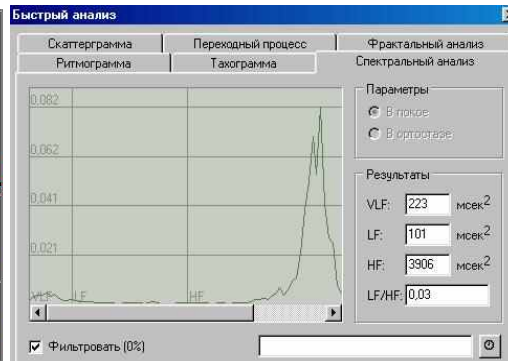 Быстрый анализ
Скаттерграмма Переходный процесс Фрактальный анализ
Ритмограмма Тахограмма Спектральный анализ
0,082
0,062
0,041
0,021
VLF LF HF
Параметры
В покое
В ортостазе
Результаты
VLF: 223 мсек2
LF: 101 мсек2
HF: 3906 мсек2
LF/HF: 0,03
Фильтровать (0%)